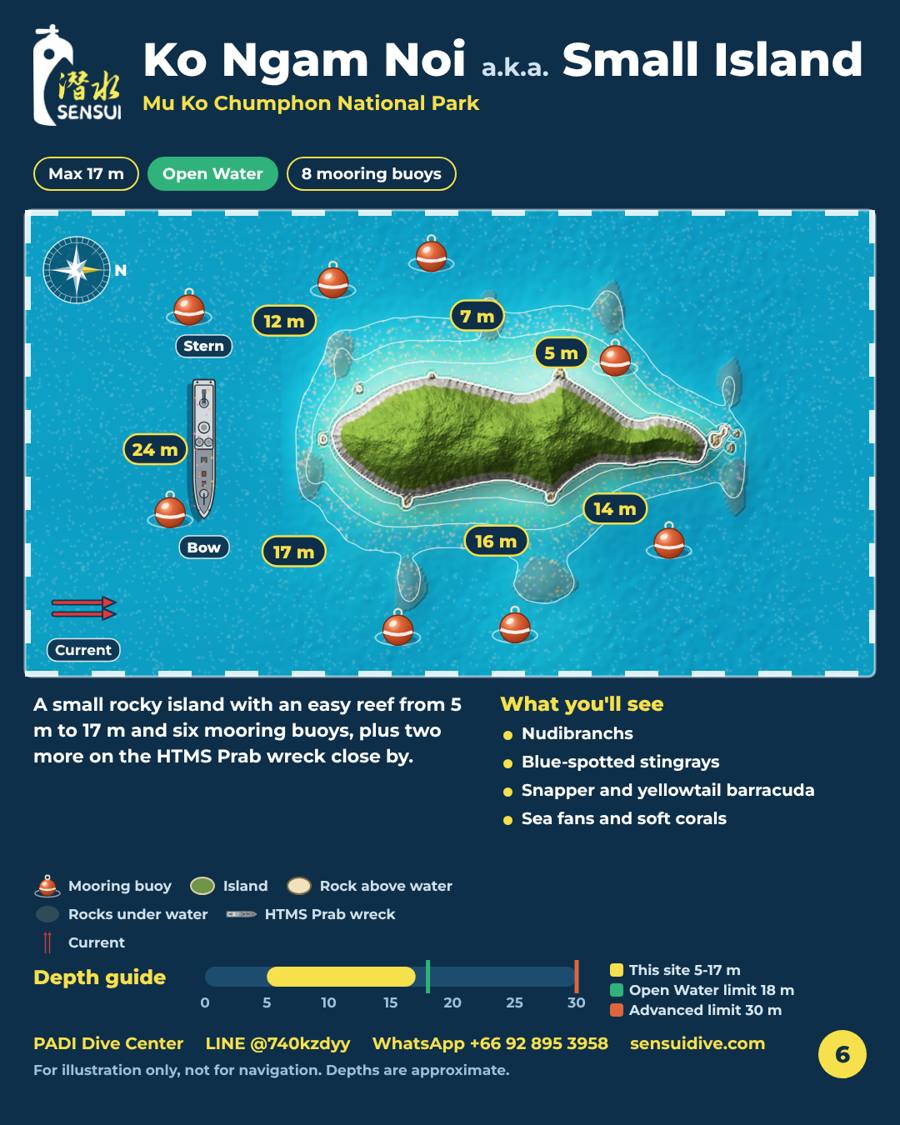 潜水
SENSUI
Ko Ngam Noi a.k.a. Small Island
Mu Ko Chumphon National Park
Max 17 m
Open Water
8 mooring buoys
N
Stern
12 m
7 m
5 m
24 m
Bow
17 m
16 m
14 m
Current
A small rocky island with an easy reef from 5
m to 17 m and six mooring buoys, plus two
more on the HTMS Prab wreck close by.
What you'll see
Nudibranchs
Blue-spotted stingrays
Snapper and yellowtail barracuda
Sea fans and soft corals
Mooring buoy Island Rock above water
Rocks under water HTMS Prab wreck
Current
Depth guide
0 5 10 15 20 25 30
This site 5-17 m
Open Water limit 18 m
Advanced limit 30 m
PADI Dive Center LINE @740kzdyy WhatsApp +66 92 895 3958 sensuidive.com
For illustration only, not for navigation. Depths are approximate.
6